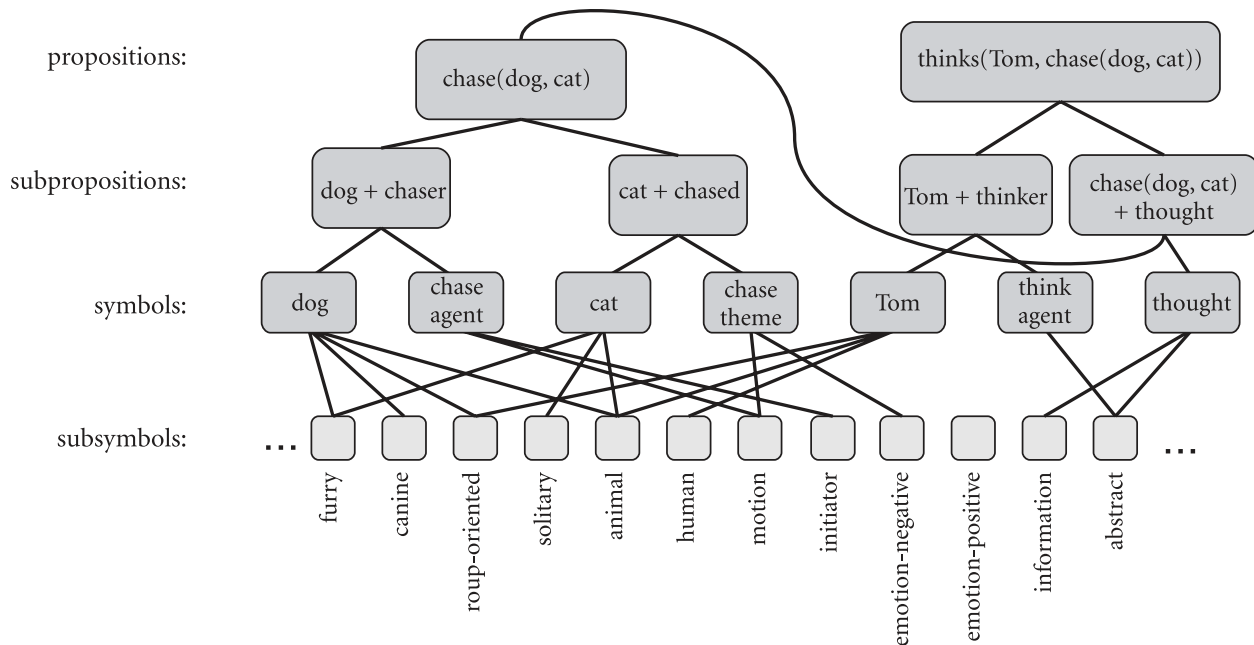 propositions:
chase(dog, cat)
thinks(Tom, chase(dog, cat))
subpropositions:
dog + chaser
cat + chased
Tom + thinker
chase(dog, cat)
+ thought
symbols:
dog
chase
agent
cat
chase
theme
Tom
think
agent
thought
subsymbols:
...
...
furry
canine
roup-oriented
solitary
animal
human
motion
initiator
emotion-negative
emotion-positive
information
abstract